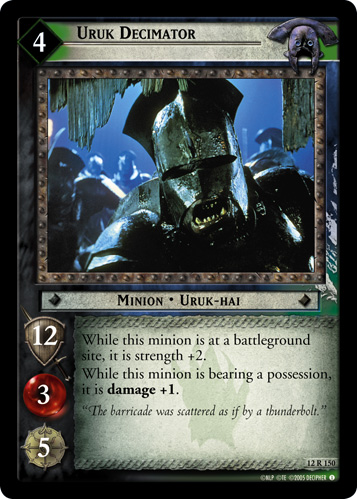 4
Uruk Decimator
Minion • Uruk-hai
12
3
5
While this minion is at a battleground
site, it is strength +2.
While this minion is bearing a possession,
it is damage +1.
“The barricade was scattered as if by a thunderbolt.”
12 R 150
©NLP ©TE ©2005 DECIPHER